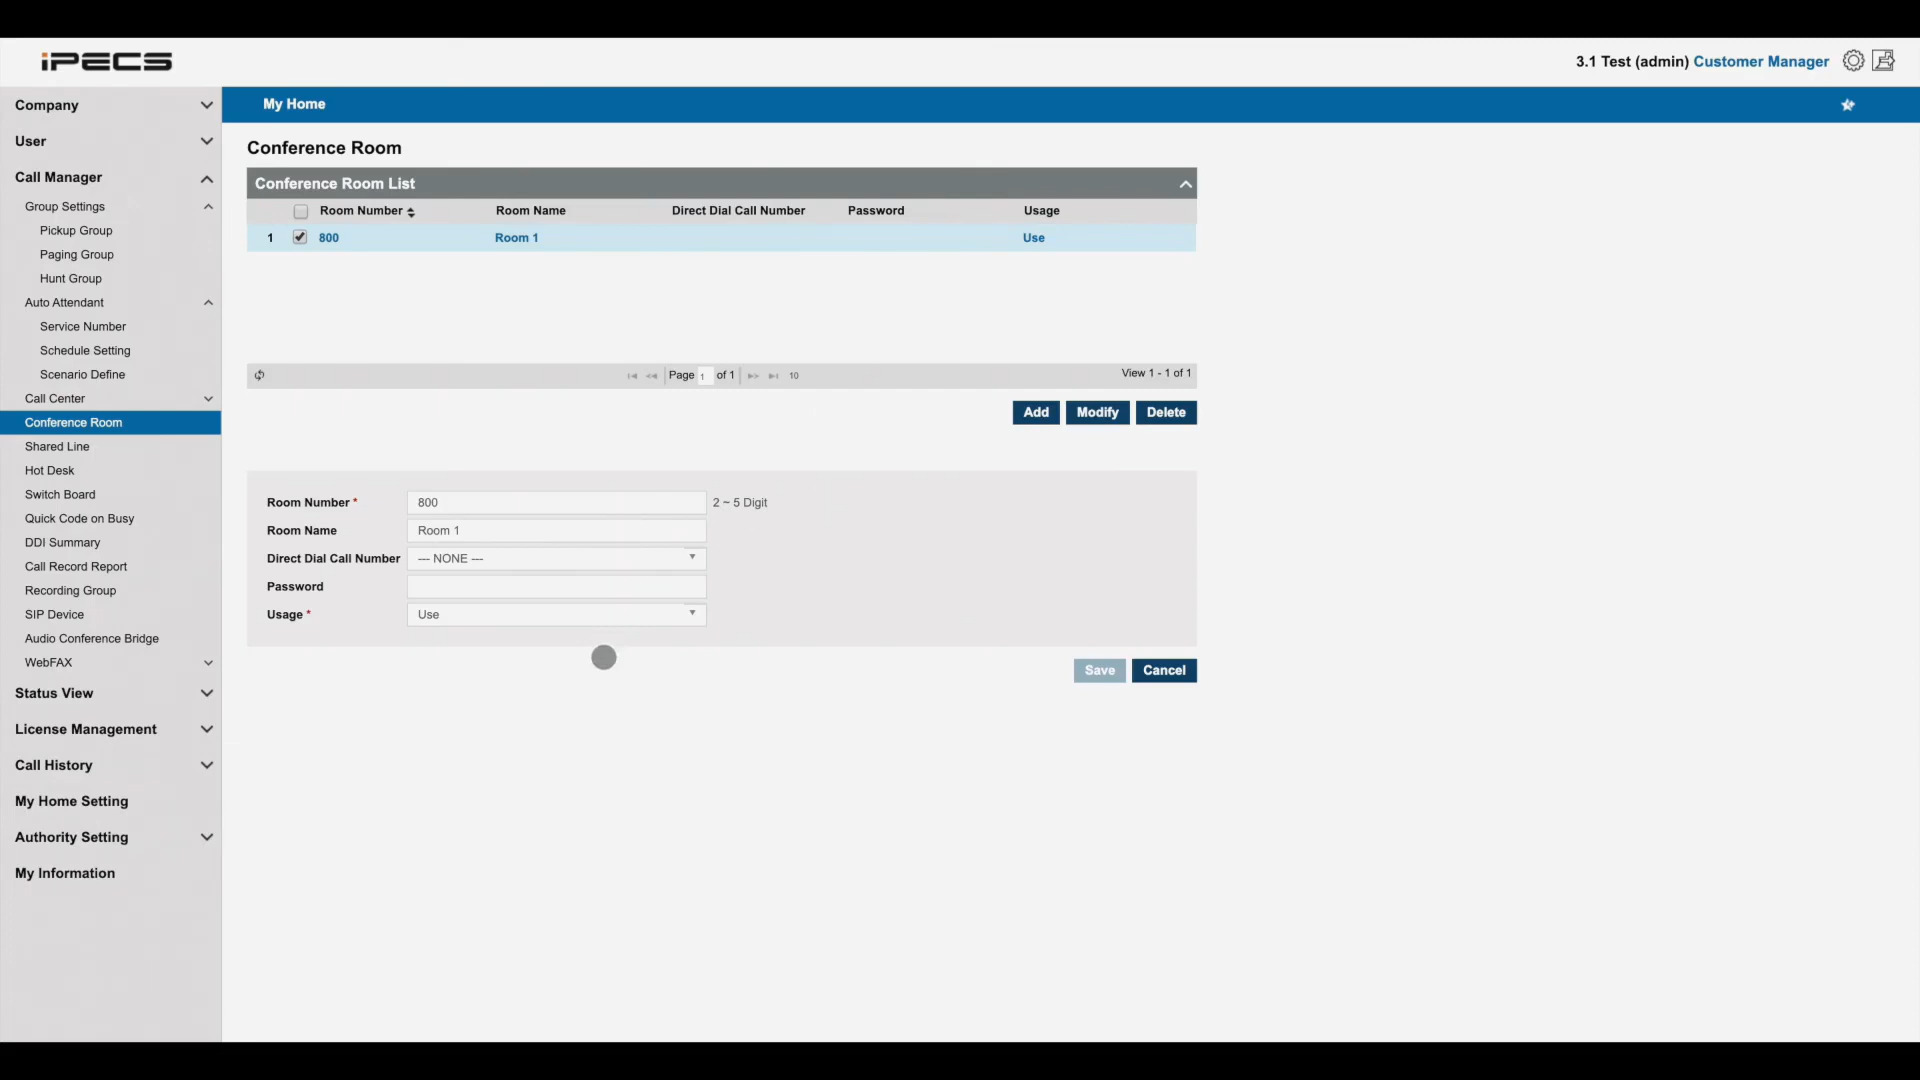 iPECS
3.1 Test (admin) Customer Manager
Company
User
Call Manager
Group Settings
Pickup Group
Paging Group
Hunt Group
Auto Attendant
Service Number
Schedule Setting
Scenario Define
Call Center
Conference Room
Shared Line
Hot Desk
Switch Board
Quick Code on Busy
DDI Summary
Call Record Report
Recording Group
SIP Device
Audio Conference Bridge
WebFAX
Status View
License Management
Call History
My Home Setting
Authority Setting
My Information
My Home
Conference Room
Conference Room List
Room Number Room Name Direct Dial Call Number Password Usage
1 800 Room 1 Use
Page 1 of 1 10 View 1 - 1 of 1
Add Modify Delete
Room Number * 800 2 ~ 5 Digit
Room Name Room 1
Direct Dial Call Number --- NONE ---
Password
Usage * Use
Save Cancel